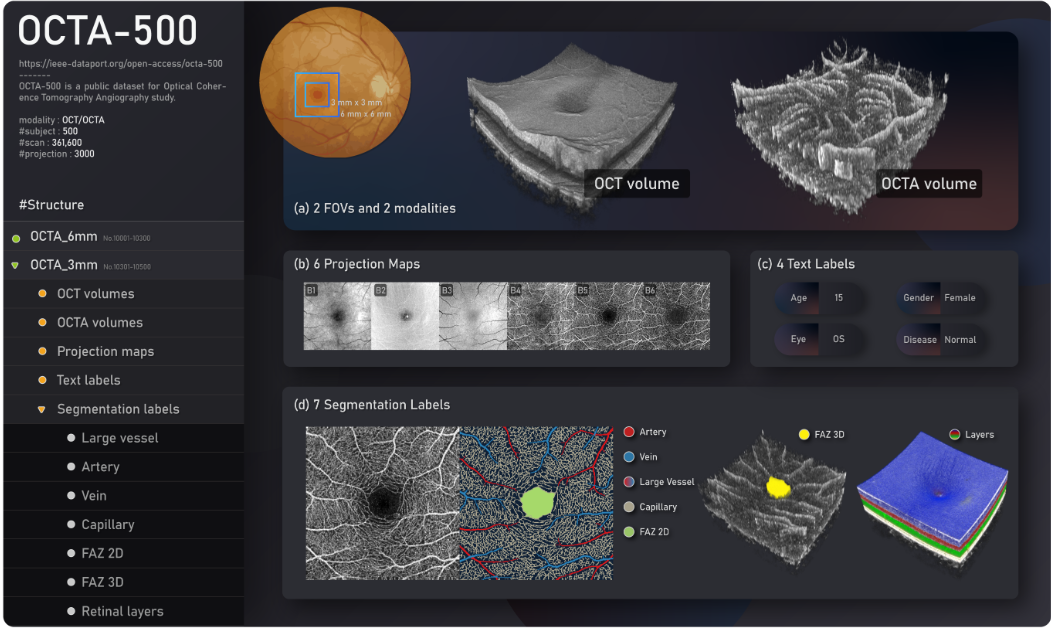 OCTA-500
https://ieee-dataport.org/open-access/octa-500
-------
OCTA-500 is a public dataset for Optical Coher-
ence Tomography Angiography study.
modality : OCT/OCTA
#subject : 500
#scan : 361,600
#projection : 3000
#Structure
OCTA_6mm No.10001-10300
OCTA_3mm No.10301-10500
OCT volumes
OCTA volumes
Projection maps
Text labels
Segmentation labels
Large vessel
Artery
Vein
Capillary
FAZ 2D
FAZ 3D
Retinal layers
3 mm x 3 mm
6 mm x 6 mm
OCT volume
OCTA volume
(a) 2 FOVs and 2 modalities
(b) 6 Projection Maps
B1 B2 B3 B4 B5 B6
(c) 4 Text Labels
Age 15 Gender Female
Eye OS Disease Normal
(d) 7 Segmentation Labels
Artery
Vein
Large Vessel
Capillary
FAZ 2D
FAZ 3D
Layers